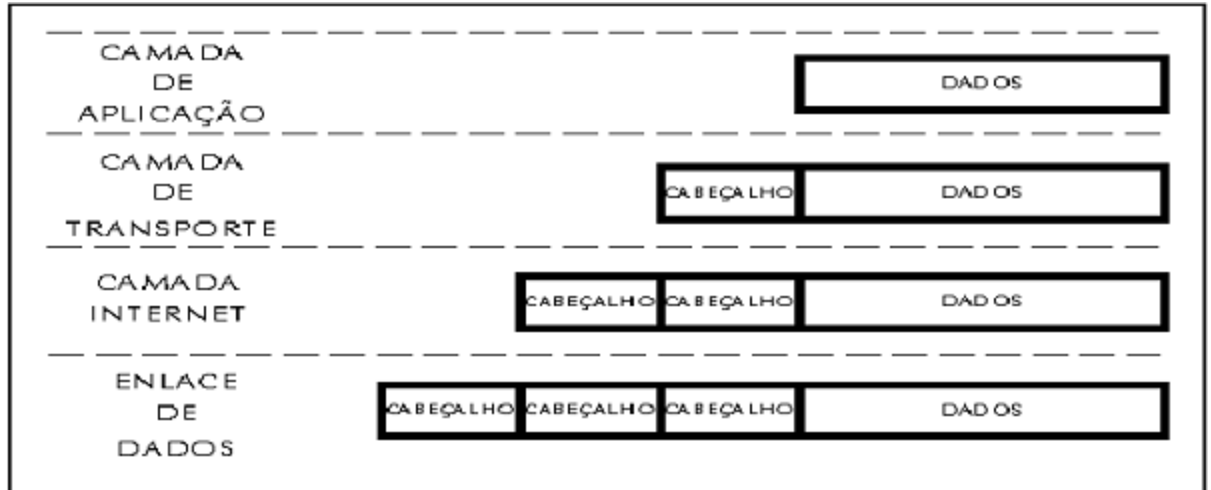 CAMADA
DE
APLICAÇÃO
DADOS
CAMADA
DE
TRANSPORTE
CABEÇALHO DADOS
CAMADA
INTERNET
CABEÇALHO CABEÇALHO DADOS
ENLACE
DE
DADOS
CABEÇALHO CABEÇALHO CABEÇALHO DADOS